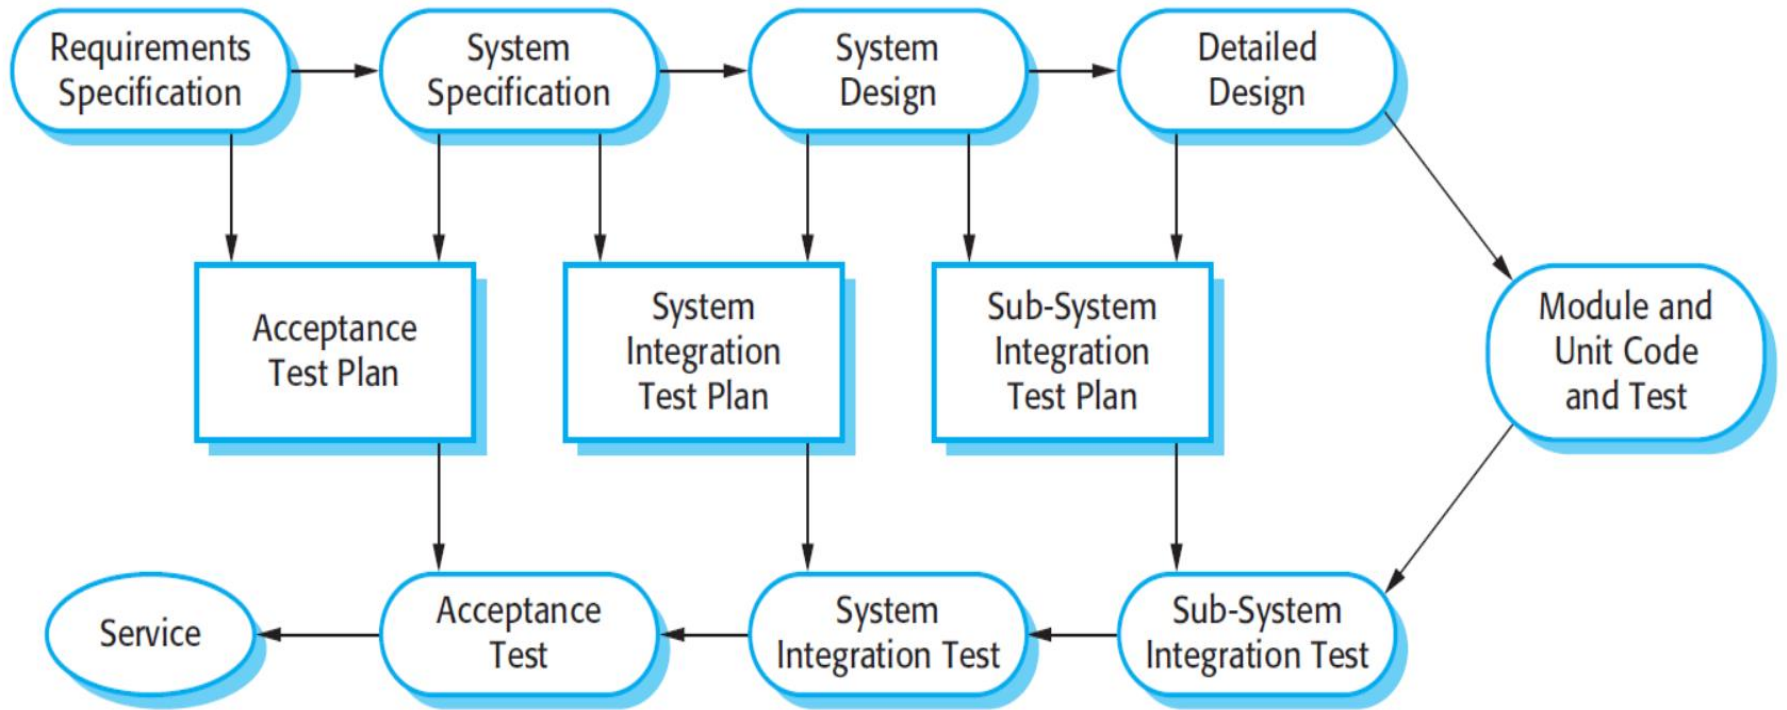 Requirements
Specification
System
Specification
System
Design
Detailed
Design
Acceptance
Test Plan
System
Integration
Test Plan
Sub-System
Integration
Test Plan
Module and
Unit Code
and Test
Service
Acceptance
Test
System
Integration Test
Sub-System
Integration Test